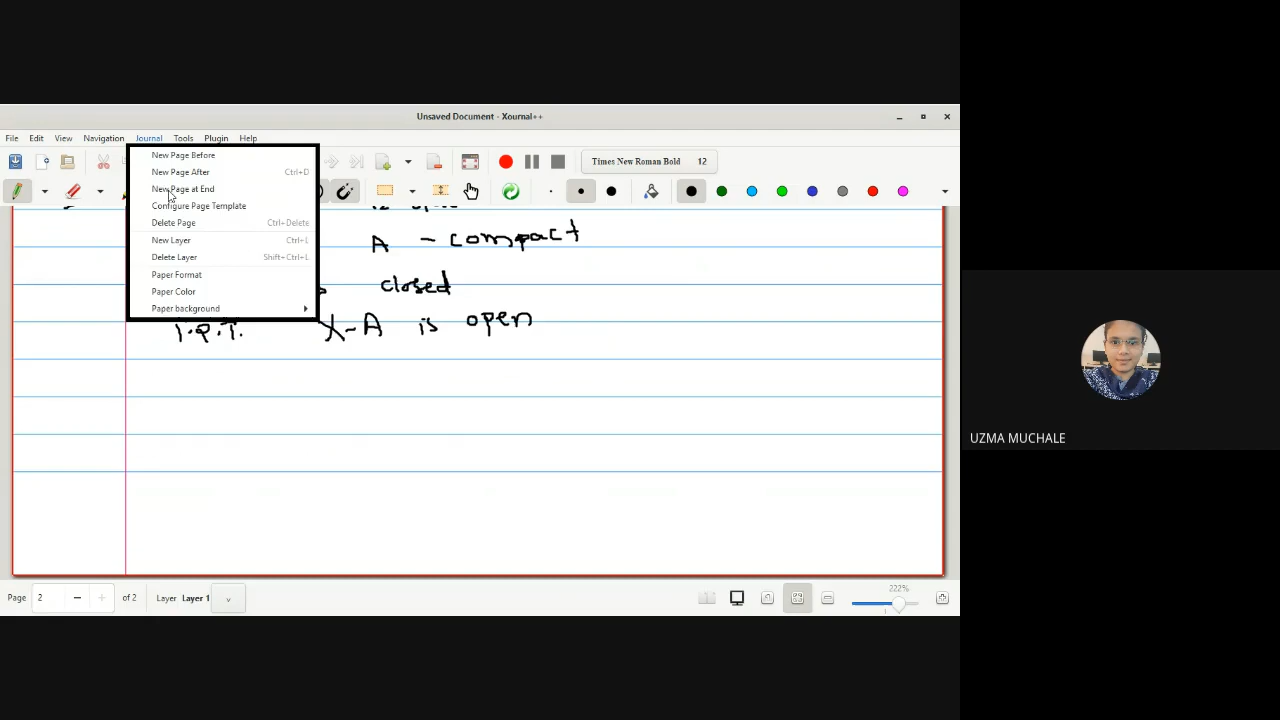 Unsaved Document - Xournal++
File Edit View Navigation Journal Tools Plugin Help
Times New Roman Bold 12
New Page Before
New Page After Ctrl+D
New Page at End
Configure Page Template
Delete Page Ctrl+Delete
New Layer Ctrl+L
Delete Layer Shift+Ctrl+L
Paper Format
Paper Color
Paper background
A - compact
closed
T.P.T. X-A is open
UZMA MUCHALE
Page 2 of 2 Layer Layer 1
222%